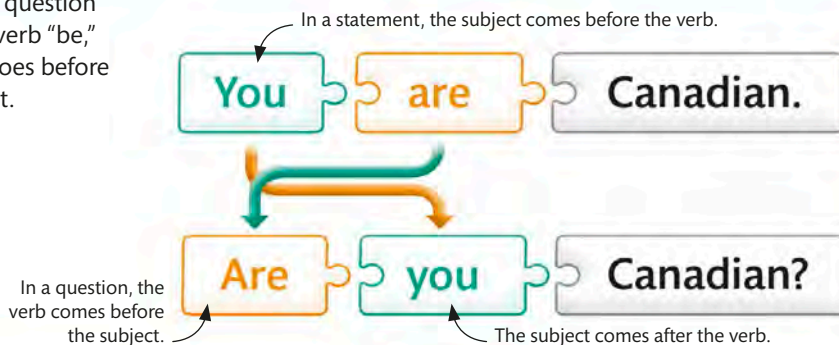 question
verb “be,”
oes before
t.
In a statement, the subject comes before the verb.
You are Canadian.
Are you Canadian?
In a question, the
verb comes before
the subject.
The subject comes after the verb.